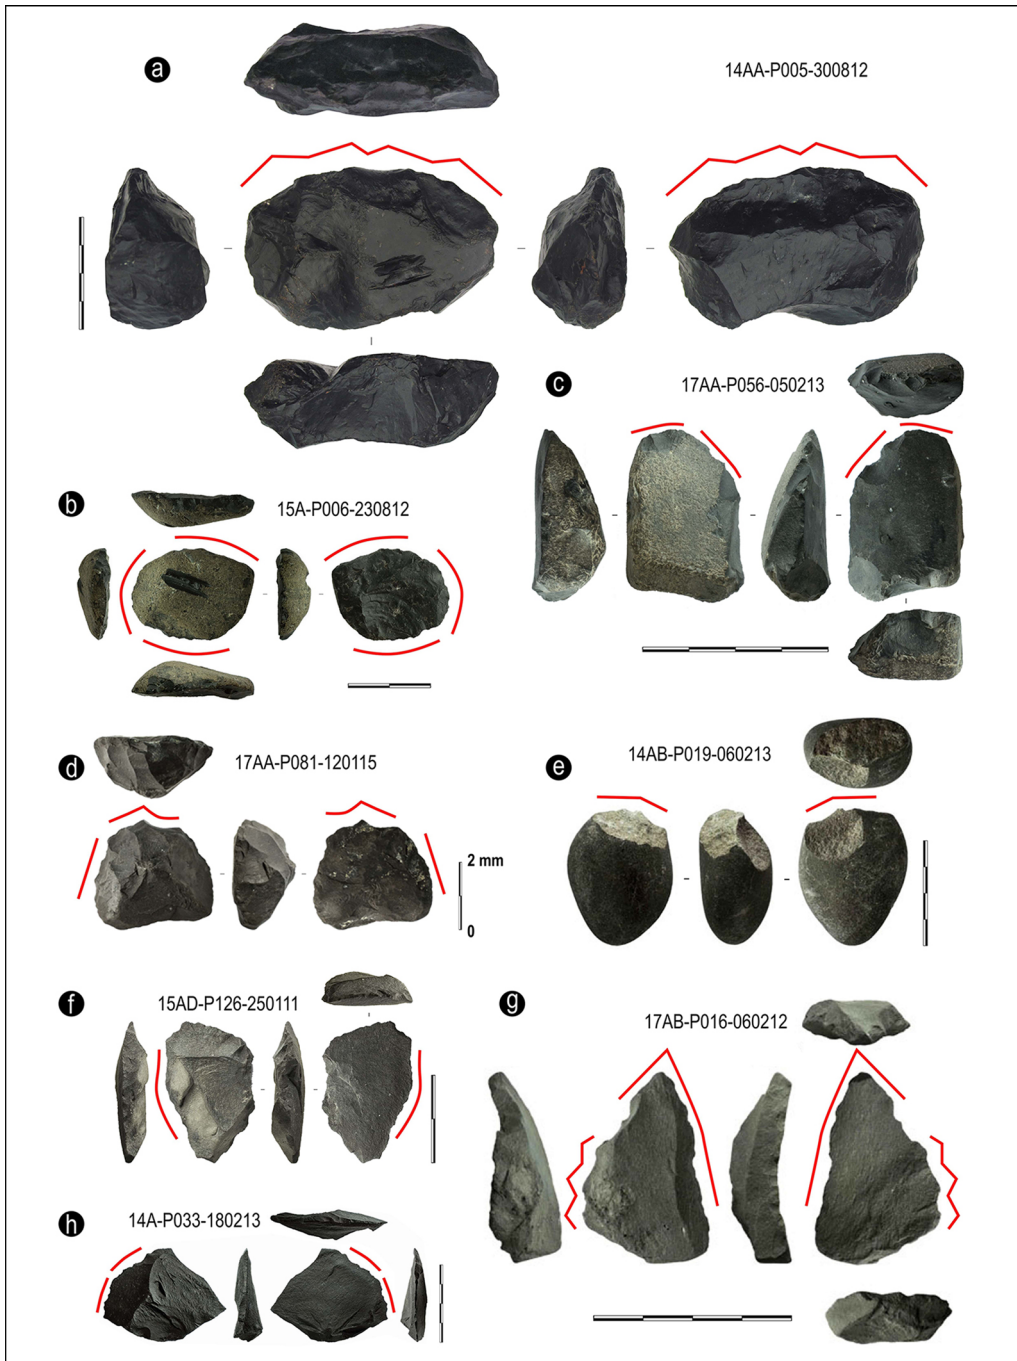 a
14AA-P005-300812
c
17AA-P056-050213
b
15A-P006-230812
d
17AA-P081-120115
2 mm
0
e
14AB-P019-060213
f
15AD-P126-250111
g
17AB-P016-060212
h
14A-P033-180213